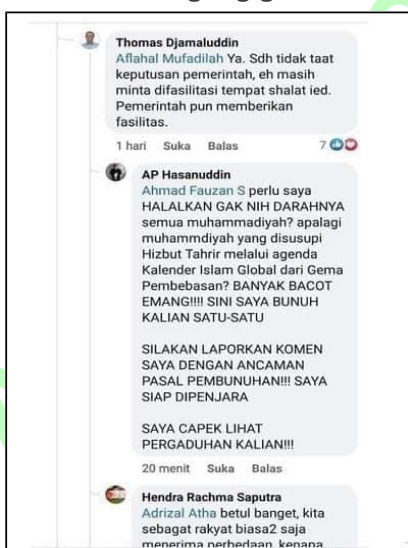 Thomas Djamaluddin
Aflahal Mufadilah Ya. Sdh tidak taat
keputusan pemerintah, eh masih
minta difasilitasi tempat shalat ied.
Pemerintah pun memberikan
fasilitas.
1 hari Suka Balas 7
AP Hasanuddin
Ahmad Fauzan S perlu saya
HALALKAN GAK NIH DARAHNYA
semua muhammadiyah? apalagi
muhammdiyah yang disusupi
Hizbut Tahrir melalui agenda
Kalender Islam Global dari Gema
Pembebasan? BANYAK BACOT
EMANG!!!! SINI SAYA BUNUH
KALIAN SATU-SATU
SILAKAN LAPORKAN KOMEN
SAYA DENGAN ANCAMAN
PASAL PEMBUNUHAN!!! SAYA
SIAP DIPENJARA
SAYA CAPEK LIHAT
PERGADUHAN KALIAN!!!
20 menit Suka Balas
Hendra Rachma Saputra
Adrizal Atha betul banget, kita
sebagat rakyat biasa2 saja
menerima perbedaan, kenapa